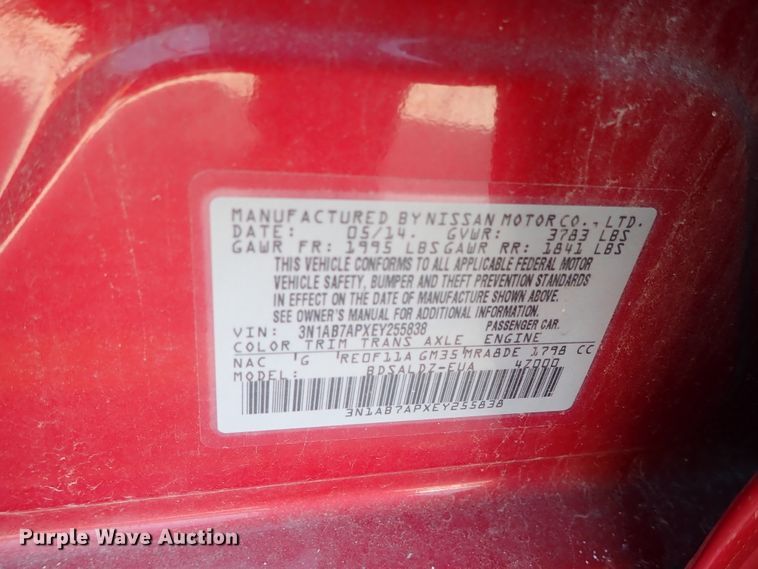 MANUFACTURED BY NISSAN MOTOR CO., LTD.
DATE: 05/14. GVWR: 3783 LBS
GAWR FR: 1995 LBS GAWR RR: 1841 LBS
THIS VEHICLE CONFORMS TO ALL APPLICABLE FEDERAL MOTOR
VEHICLE SAFETY, BUMPER AND THEFT PREVENTION STANDARDS
IN EFFECT ON THE DATE OF MANUFACTURE SHOWN ABOVE.
SEE OWNER'S MANUAL FOR ADDITIONAL INFORMATION.
VIN: 3N1AB7APXEY255838 PASSENGER CAR.
COLOR TRIM TRANS AXLE ENGINE
NAC G RE0F11A GM35 MRA8DE 1798 CC
MODEL: BDSALDZ-EUA 47000
3N1AB7APXEY255838
Purple Wave Auction